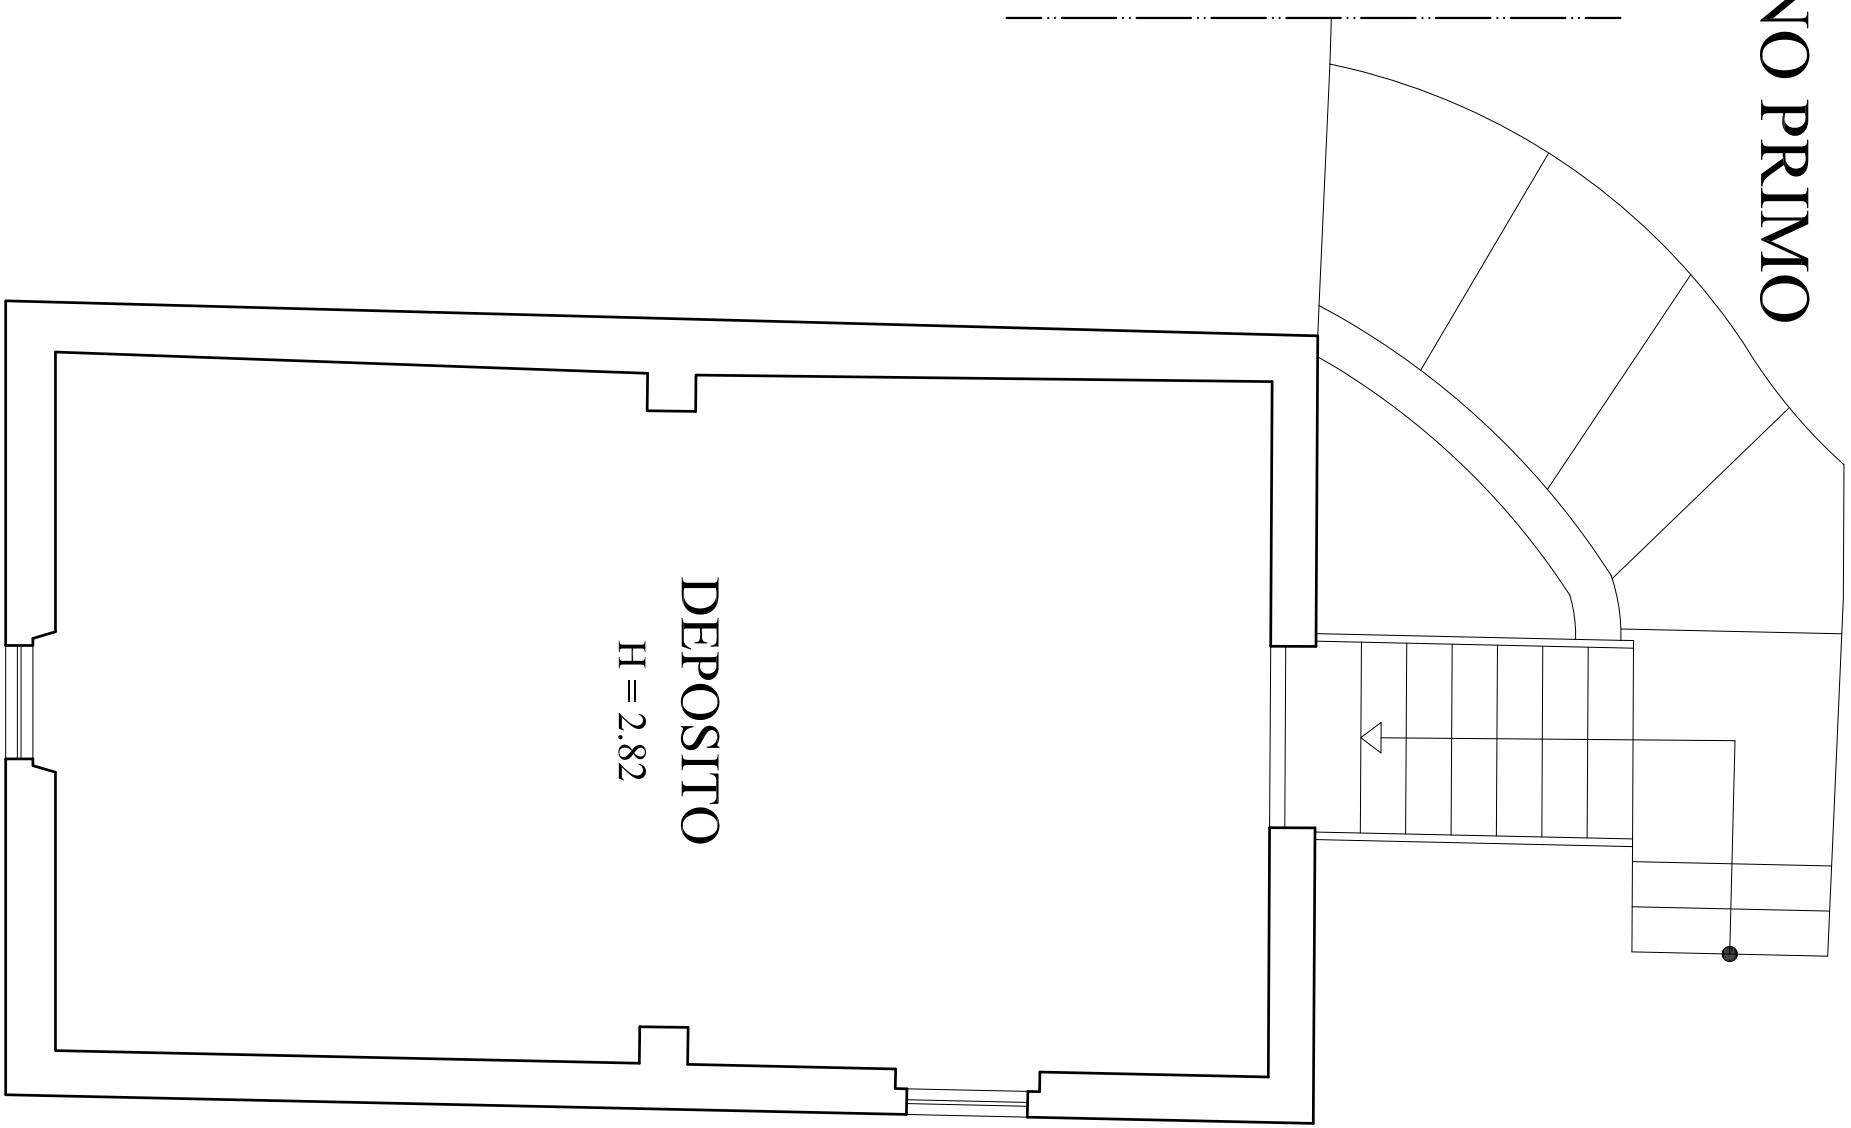 NO PRIMO
DEPOSITO
H = 2.82